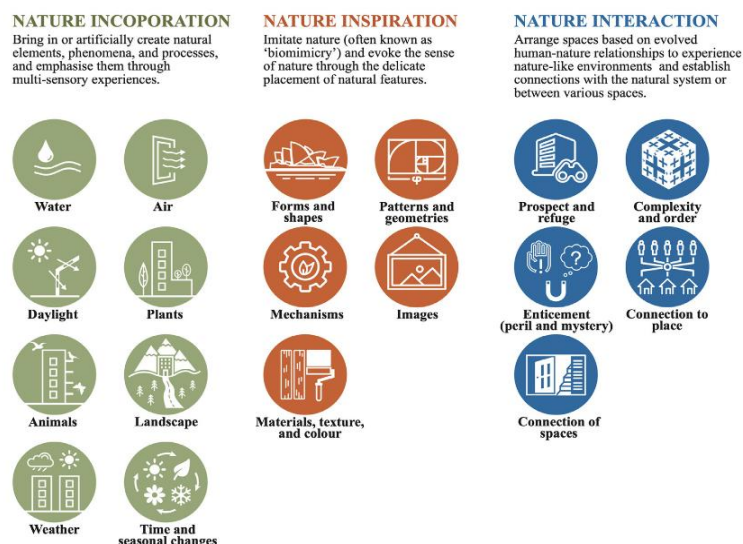 NATURE INCOPORATION
Bring in or artificially create natural
elements, phenomena, and processes,
and emphasise them through
multi-sensory experiences.
Water
Air
Daylight
Plants
Animals
Landscape
Weather
Time and
seasonal changes
NATURE INSPIRATION
Imitate nature (often known as
‘biomimicry’) and evoke the sense
of nature through the delicate
placement of natural features.
Forms and
shapes
φ
Patterns and
geometries
Mechanisms
Images
Materials, texture,
and colour
NATURE INTERACTION
Arrange spaces based on evolved
human-nature relationships to experience
nature-like environments and establish
connections with the natural system or
between various spaces.
Prospect and
refuge
Complexity
and order
! ?
Enticement
(peril and mystery)
Connection to
place
Connection of
spaces